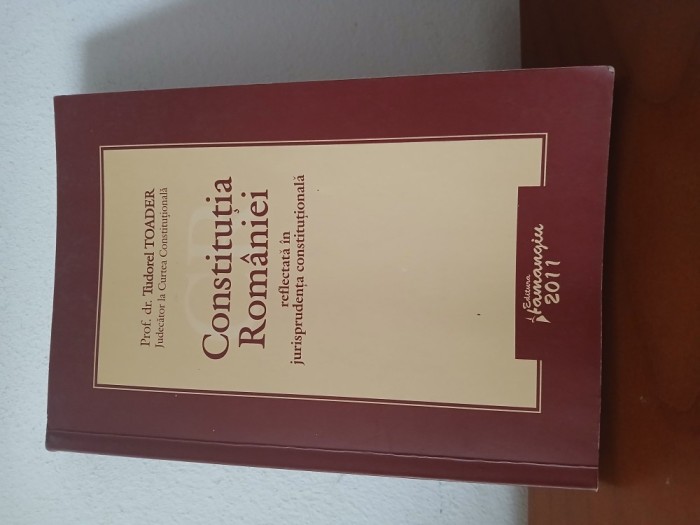 Prof. dr. Tudorel TOADER
Judecător la Curtea Constituțională
Constituția
României
reflectată în
jurisprudența constituțională
Editura
Hamangiu
2011